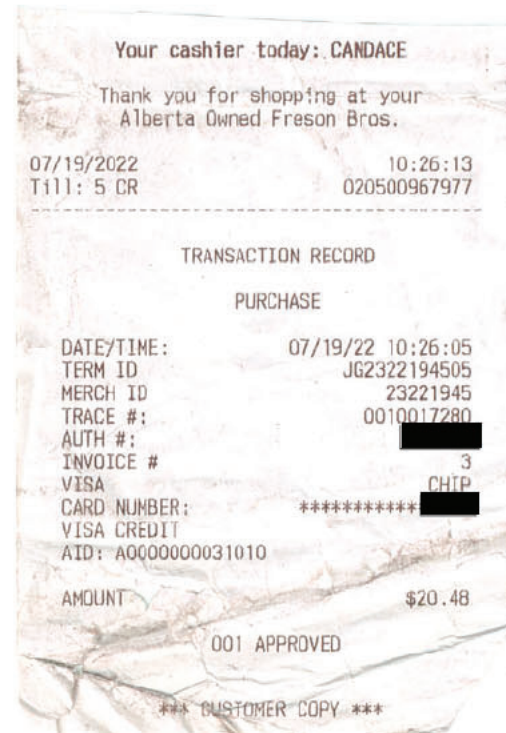 Your cashier today: CANDACE
Thank you for shopping at your
Alberta Owned Freson Bros.
07/19/2022 10:26:13
Till: 5 CR 020500967977
TRANSACTION RECORD
PURCHASE
DATE/TIME: 07/19/22 10:26:05
TERM ID JG2322194505
MERCH ID 23221945
TRACE #: 0010017280
AUTH #:
INVOICE # 3
VISA CHIP
CARD NUMBER: ************
VISA CREDIT
AID: A0000000031010
AMOUNT $20.48
001 APPROVED
*** CUSTOMER COPY ***